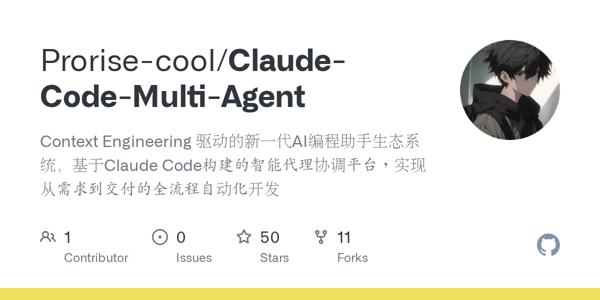 Prorise-cool/Claude-
Code-Multi-Agent
Context Engineering 驱动的新一代AI编程助手生态系
统，基于Claude Code构建的智能代理协调平台，实现
从需求到交付的全流程自动化开发
1 0 50 11
Contributor Issues Stars Forks